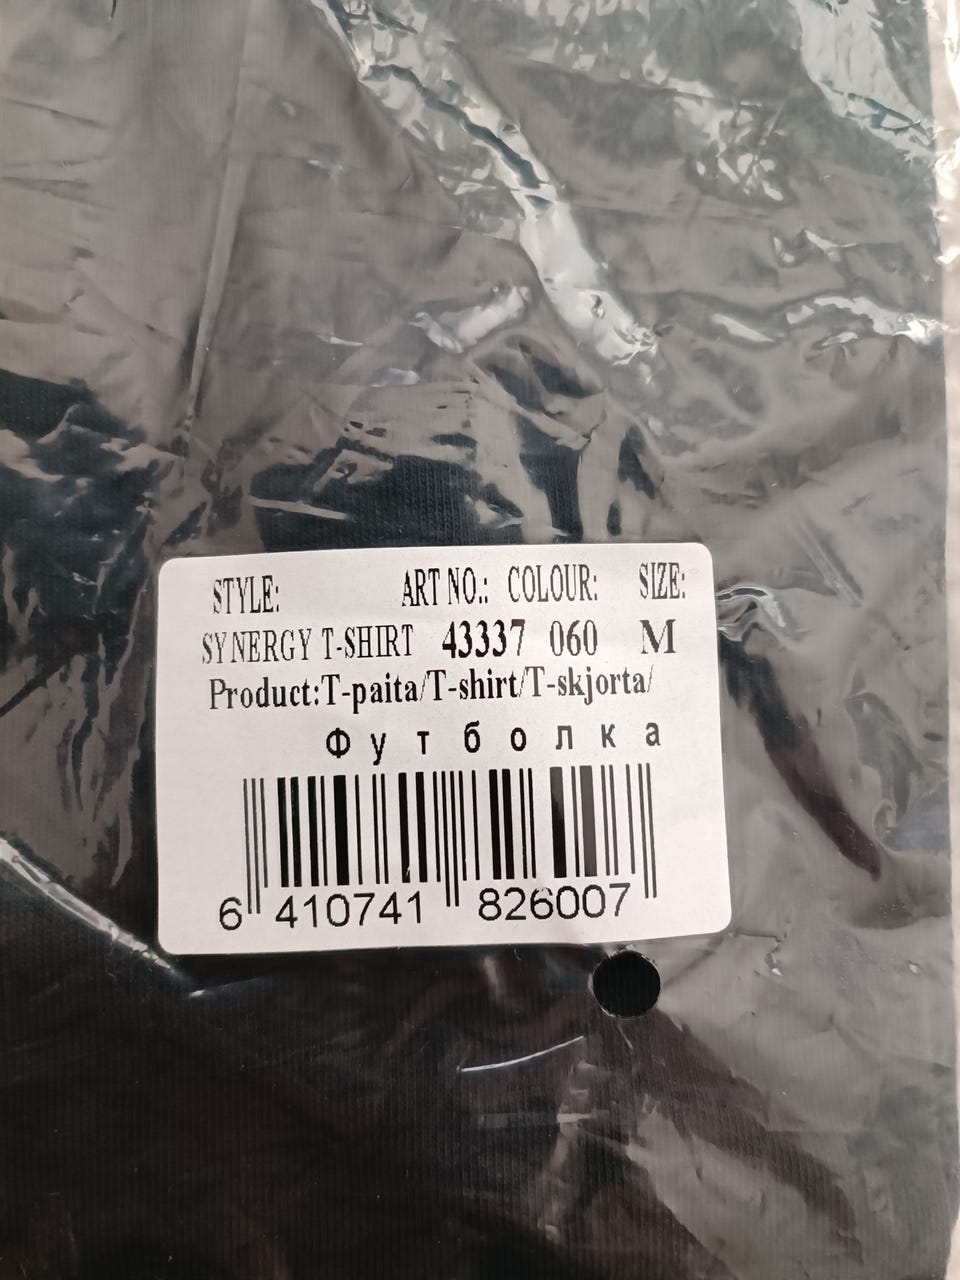 STYLE: ART NO.: COLOUR: SIZE:
SYNERGY T-SHIRT 43337 060 M
Product:T-paita/T-shirt/T-skjorta/
Футболка
6 410741 826007